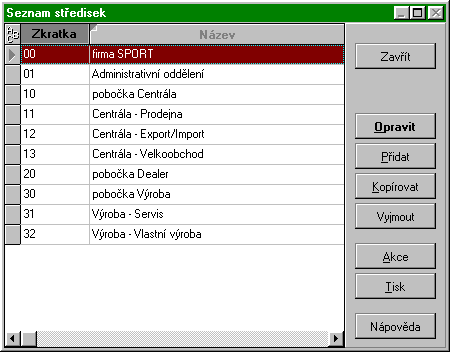 Seznam středisek
Zkratka Název
00 firma SPORT
01 Administrativní oddělení
10 pobočka Centrála
11 Centrála - Prodejna
12 Centrála - Export/Import
13 Centrála - Velkoobchod
20 pobočka Dealer
30 pobočka Výroba
31 Výroba - Servis
32 Výroba - Vlastní výroba
Zavřít
Opravit
Přidat
Kopírovat
Vyjmout
Akce
Tisk
Nápověda